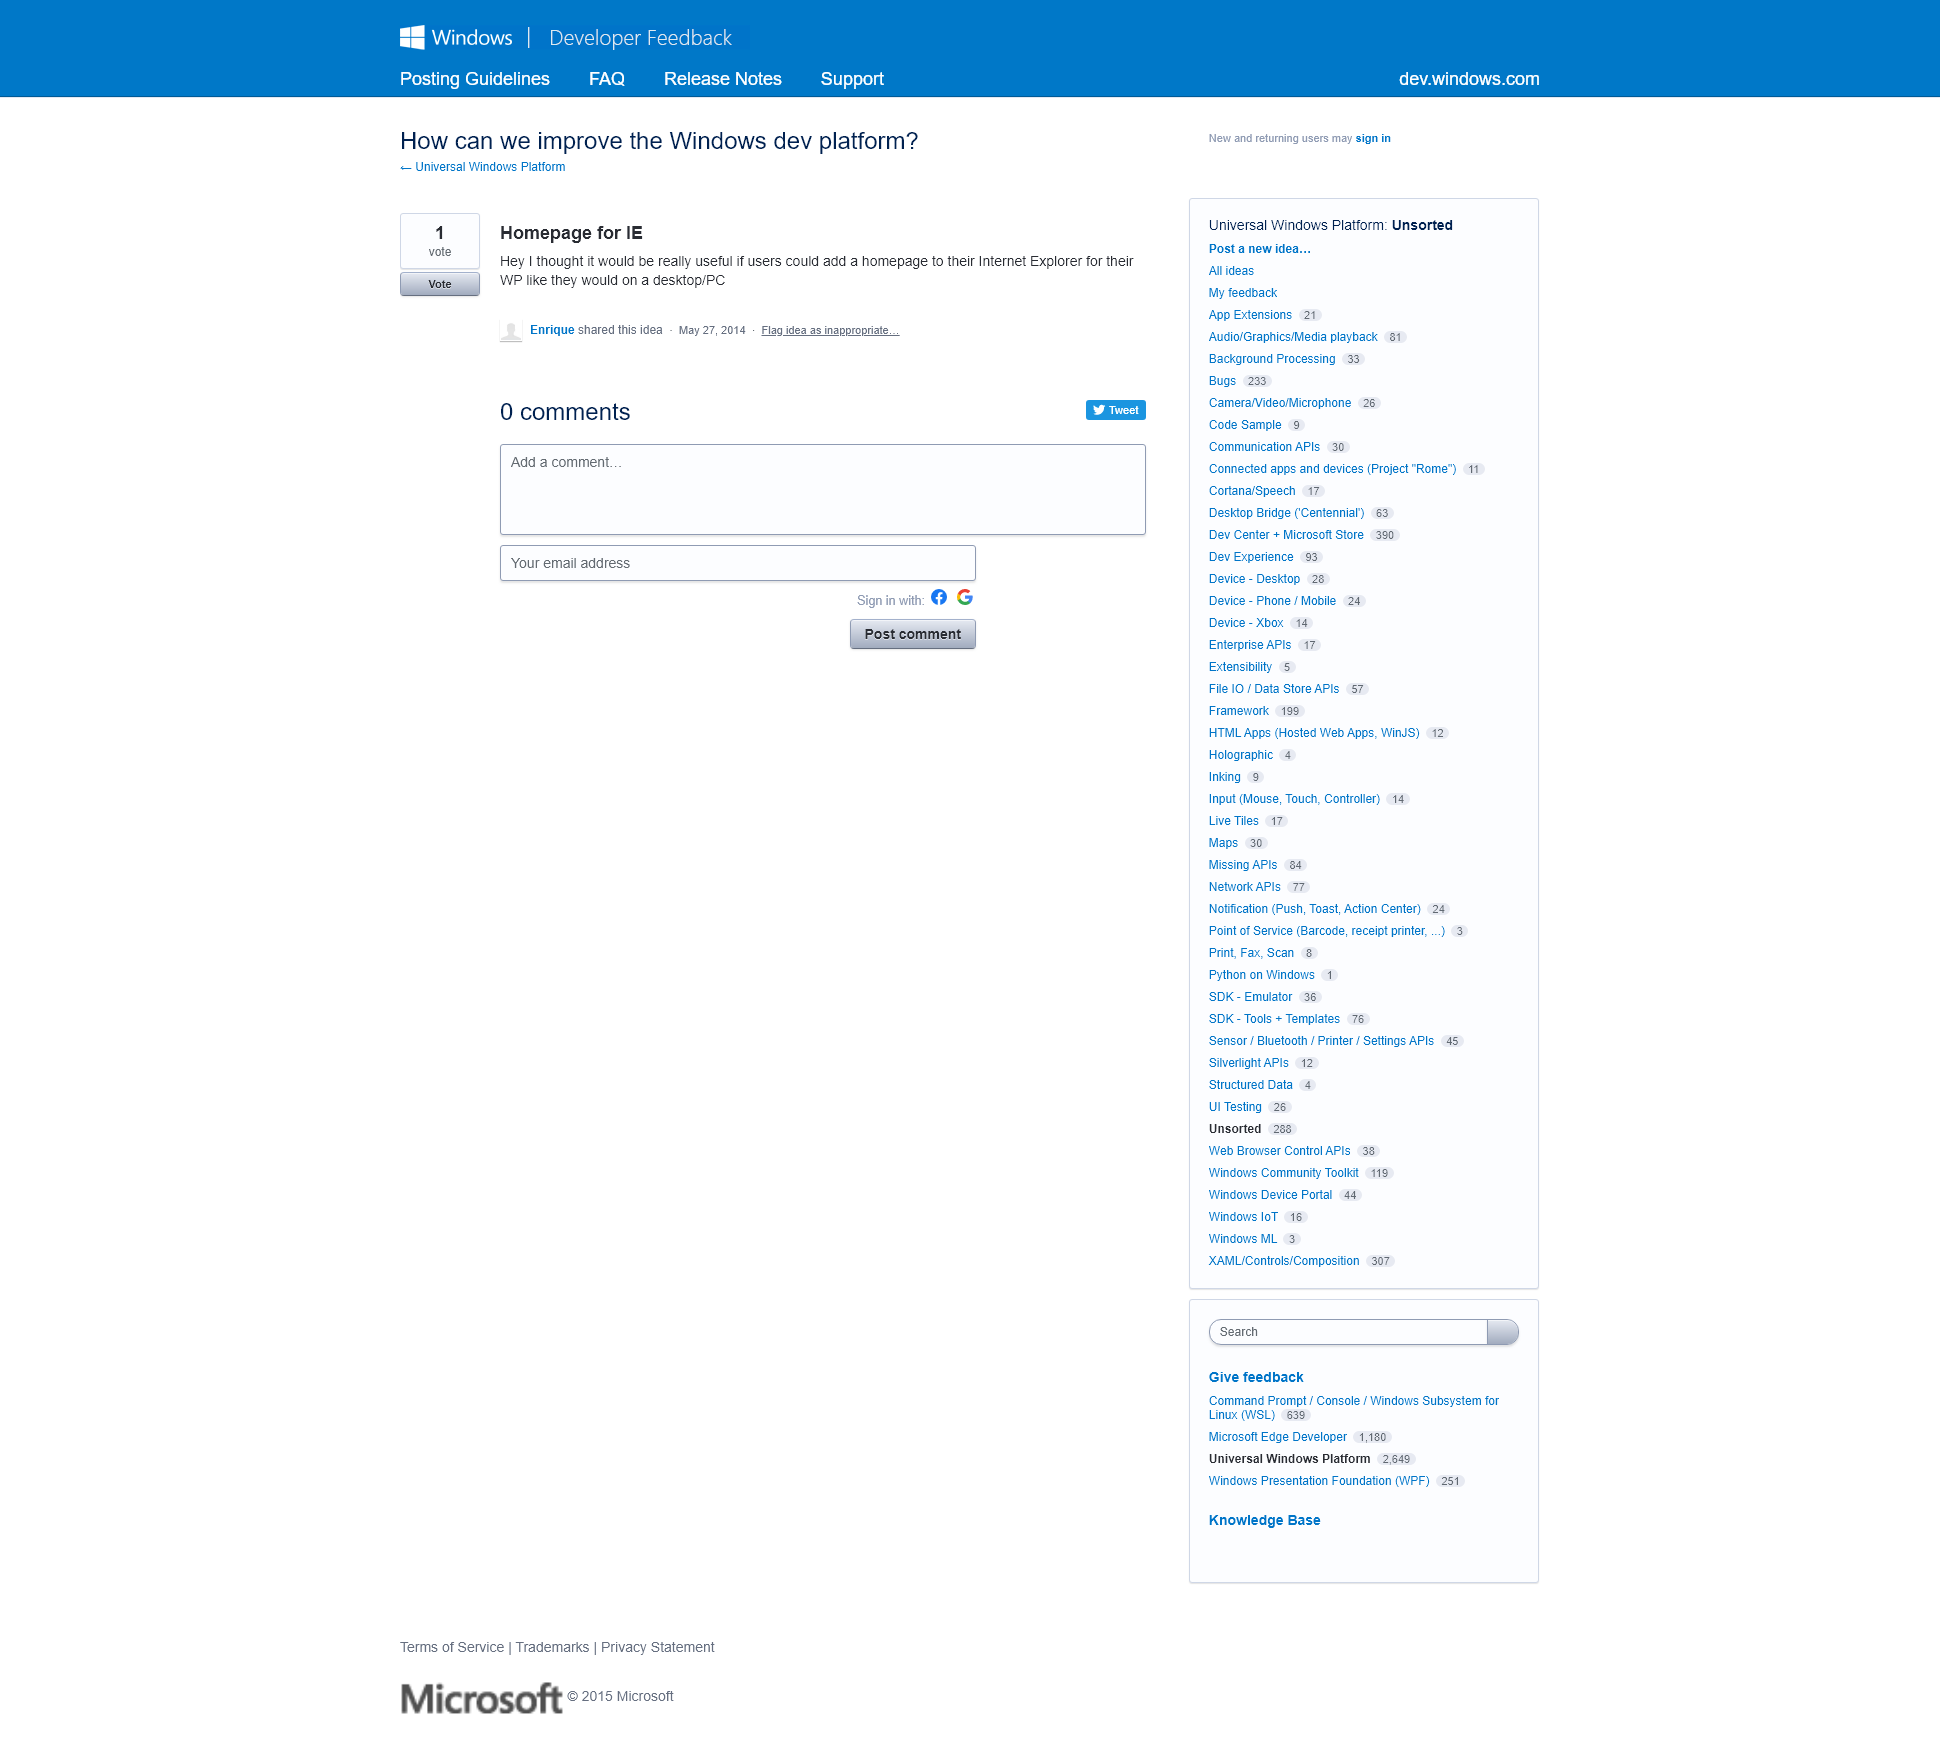 Windows | Developer Feedback
Posting Guidelines FAQ Release Notes Support dev.windows.com
How can we improve the Windows dev platform?
← Universal Windows Platform
New and returning users may sign in
1
vote
Vote
Homepage for IE
Hey I thought it would be really useful if users could add a homepage to their Internet Explorer for their
WP like they would on a desktop/PC
Enrique shared this idea · May 27, 2014 · Flag idea as inappropriate…
0 comments
Tweet
Add a comment…
Your email address
Sign in with:
Post comment
Universal Windows Platform: Unsorted
Post a new idea…
All ideas
My feedback
App Extensions 21
Audio/Graphics/Media playback 81
Background Processing 33
Bugs 233
Camera/Video/Microphone 26
Code Sample 9
Communication APIs 30
Connected apps and devices (Project "Rome") 11
Cortana/Speech 17
Desktop Bridge ('Centennial') 63
Dev Center + Microsoft Store 390
Dev Experience 93
Device - Desktop 28
Device - Phone / Mobile 24
Device - Xbox 14
Enterprise APIs 17
Extensibility 5
File IO / Data Store APIs 57
Framework 199
HTML Apps (Hosted Web Apps, WinJS) 12
Holographic 4
Inking 9
Input (Mouse, Touch, Controller) 14
Live Tiles 17
Maps 30
Missing APIs 84
Network APIs 77
Notification (Push, Toast, Action Center) 24
Point of Service (Barcode, receipt printer, ...) 3
Print, Fax, Scan 8
Python on Windows 1
SDK - Emulator 36
SDK - Tools + Templates 76
Sensor / Bluetooth / Printer / Settings APIs 45
Silverlight APIs 12
Structured Data 4
UI Testing 26
Unsorted 288
Web Browser Control APIs 38
Windows Community Toolkit 119
Windows Device Portal 44
Windows IoT 16
Windows ML 3
XAML/Controls/Composition 307
Search
Give feedback
Command Prompt / Console / Windows Subsystem for
Linux (WSL) 639
Microsoft Edge Developer 1,180
Universal Windows Platform 2,649
Windows Presentation Foundation (WPF) 251
Knowledge Base
Terms of Service | Trademarks | Privacy Statement
Microsoft © 2015 Microsoft